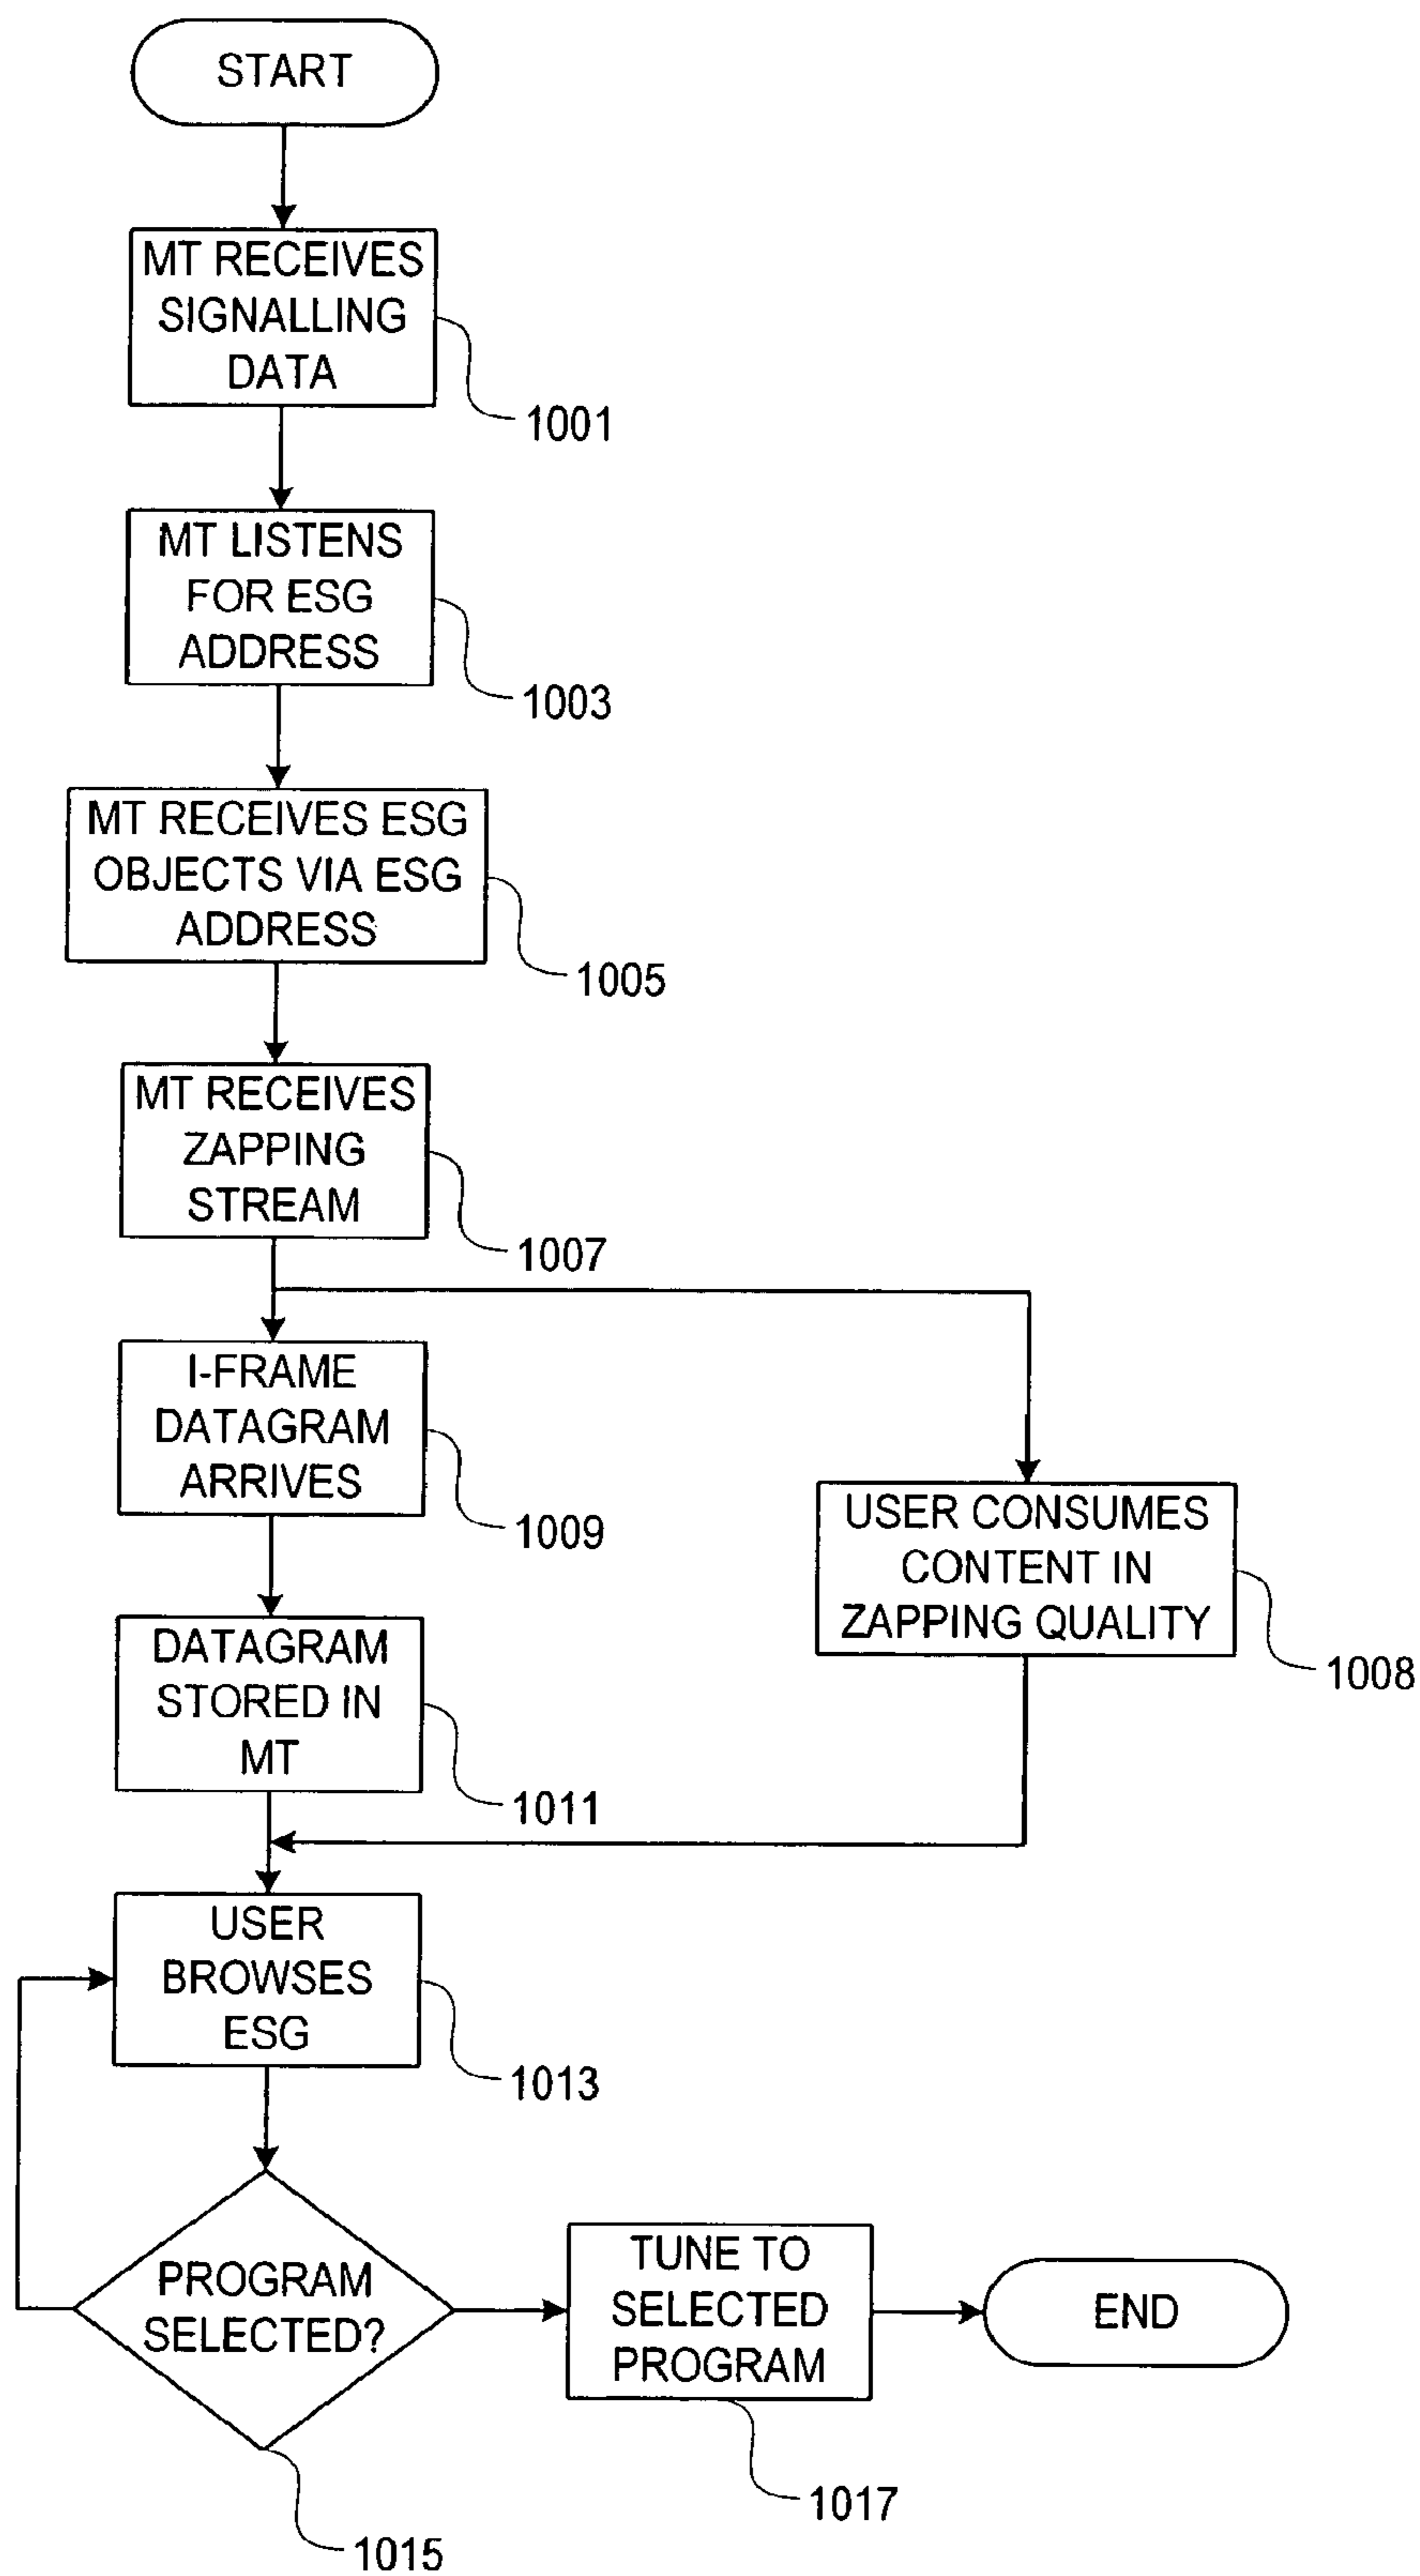 START
MT RECEIVES
SIGNALLING
DATA
1001
MT LISTENS
FOR ESG
ADDRESS
1003
MT RECEIVES ESG
OBJECTS VIA ESG
ADDRESS
1005
MT RECEIVES
ZAPPING
STREAM
1007
I-FRAME
DATAGRAM
ARRIVES
1009
USER CONSUMES
CONTENT IN
ZAPPING QUALITY
1008
DATAGRAM
STORED IN
MT
1011
USER
BROWSES
ESG
1013
PROGRAM
SELECTED?
1015
TUNE TO
SELECTED
PROGRAM
1017
END